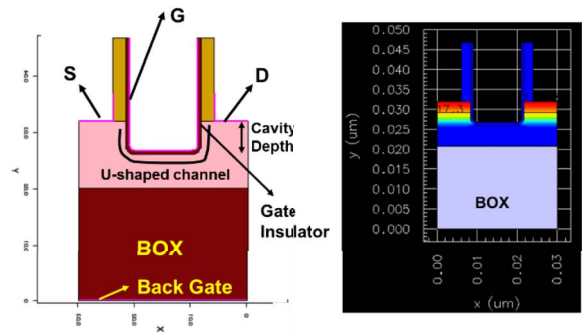 G
S
D
Cavity
Depth
U-shaped channel
Gate
Insulator
BOX
Back Gate
X
0.050
0.045
0.040
0.035
0.030
0.025
0.020
0.015
0.010
0.005
0.000
y (um)
17.3
BOX
0.00
0.01
0.02
0.03
x (um)